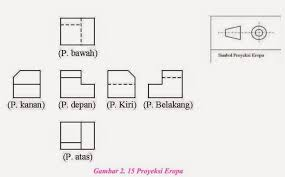 (P. bawah)
Simbol Proyeksi Eropa
(P. kanan) (P. depan) (P. Kiri) (P. Belakang)
(P. atas)
Gambar 2. 15 Proyeksi Eropa